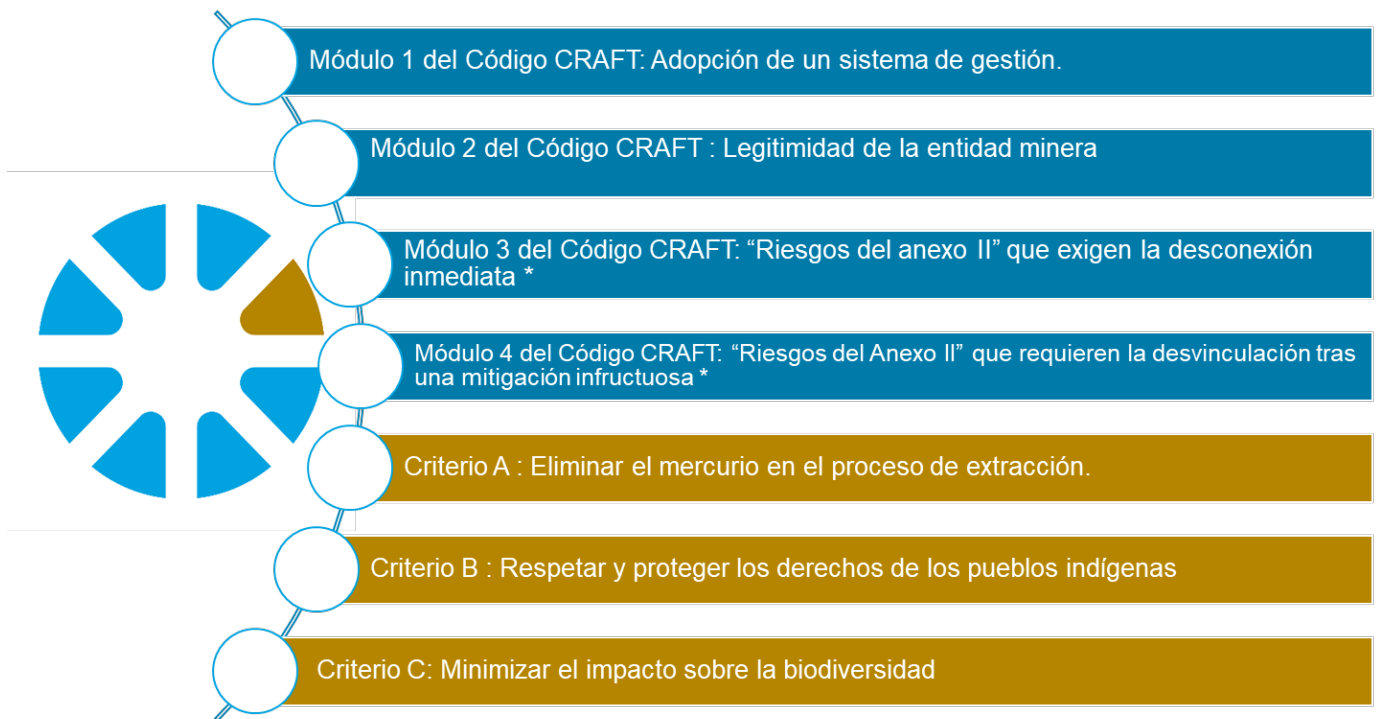 Módulo 1 del Código CRAFT: Adopción de un sistema de gestión.
Módulo 2 del Código CRAFT : Legitimidad de la entidad minera
Módulo 3 del Código CRAFT: “Riesgos del anexo II” que exigen la desconexión
inmediata *
Módulo 4 del Código CRAFT: “Riesgos del Anexo II” que requieren la desvinculación tras
una mitigación infructuosa *
Criterio A : Eliminar el mercurio en el proceso de extracción.
Criterio B : Respetar y proteger los derechos de los pueblos indígenas
Criterio C: Minimizar el impacto sobre la biodiversidad